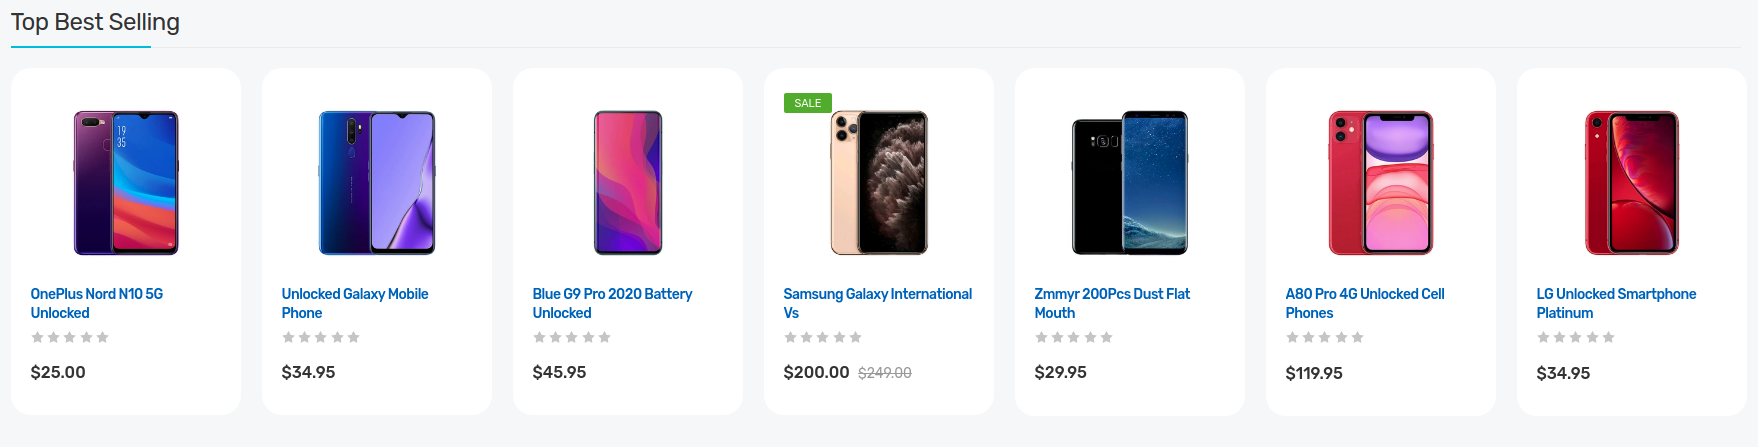 Top Best Selling
19
35
OnePlus Nord N10 5G
Unlocked
$25.00
Unlocked Galaxy Mobile
Phone
$34.95
Blue G9 Pro 2020 Battery
Unlocked
$45.95
SALE
Samsung Galaxy International
Vs
$200.00 $249.00
Zmmyr 200Pcs Dust Flat
Mouth
$29.95
A80 Pro 4G Unlocked Cell
Phones
$119.95
LG Unlocked Smartphone
Platinum
$34.95